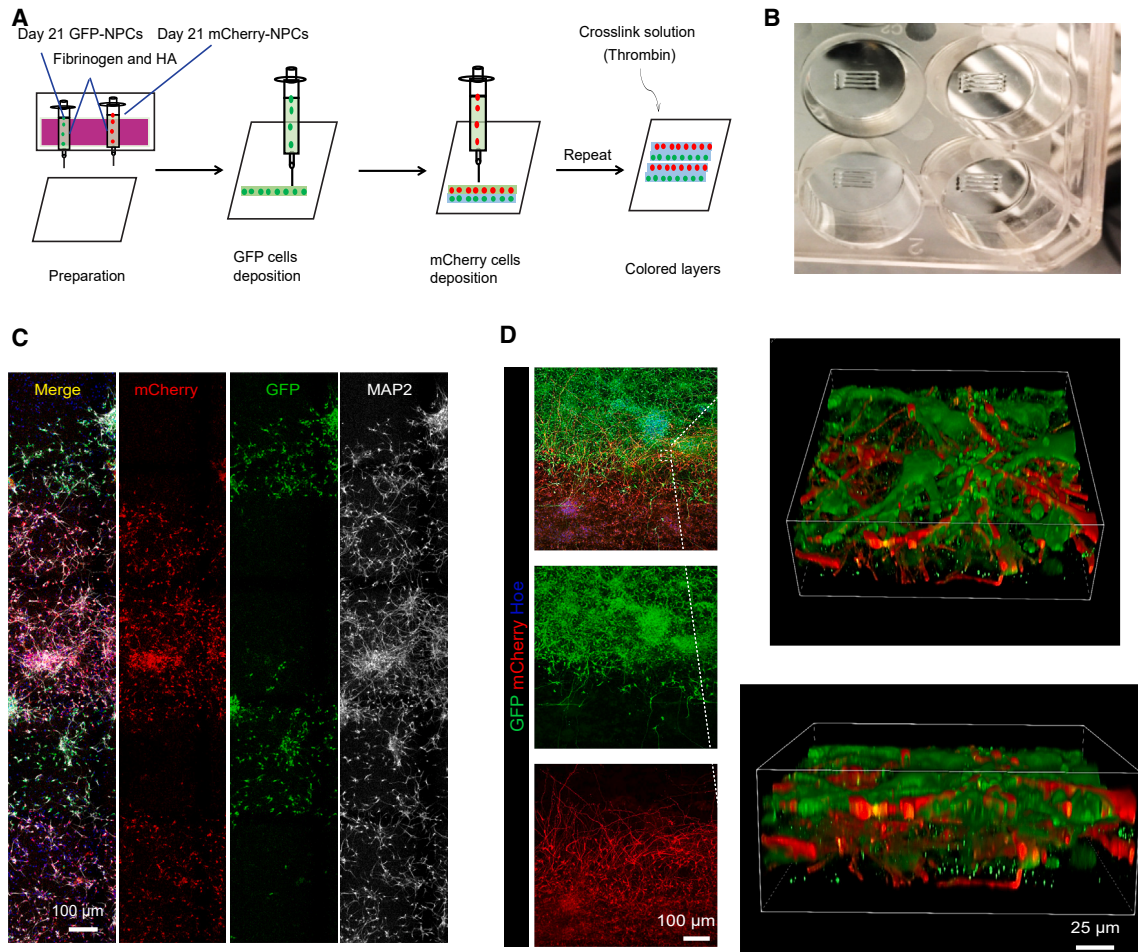 A
Day 21 GFP-NPCs
Day 21 mCherry-NPCs
Fibrinogen and HA
Crosslink solution
(Thrombin)
Repeat
Preparation
GFP cells
deposition
mCherry cells
deposition
Colored layers
B
C
Merge
mCherry
GFP
MAP2
100 µm
D
GFP mCherry Hoe
100 µm
25 µm